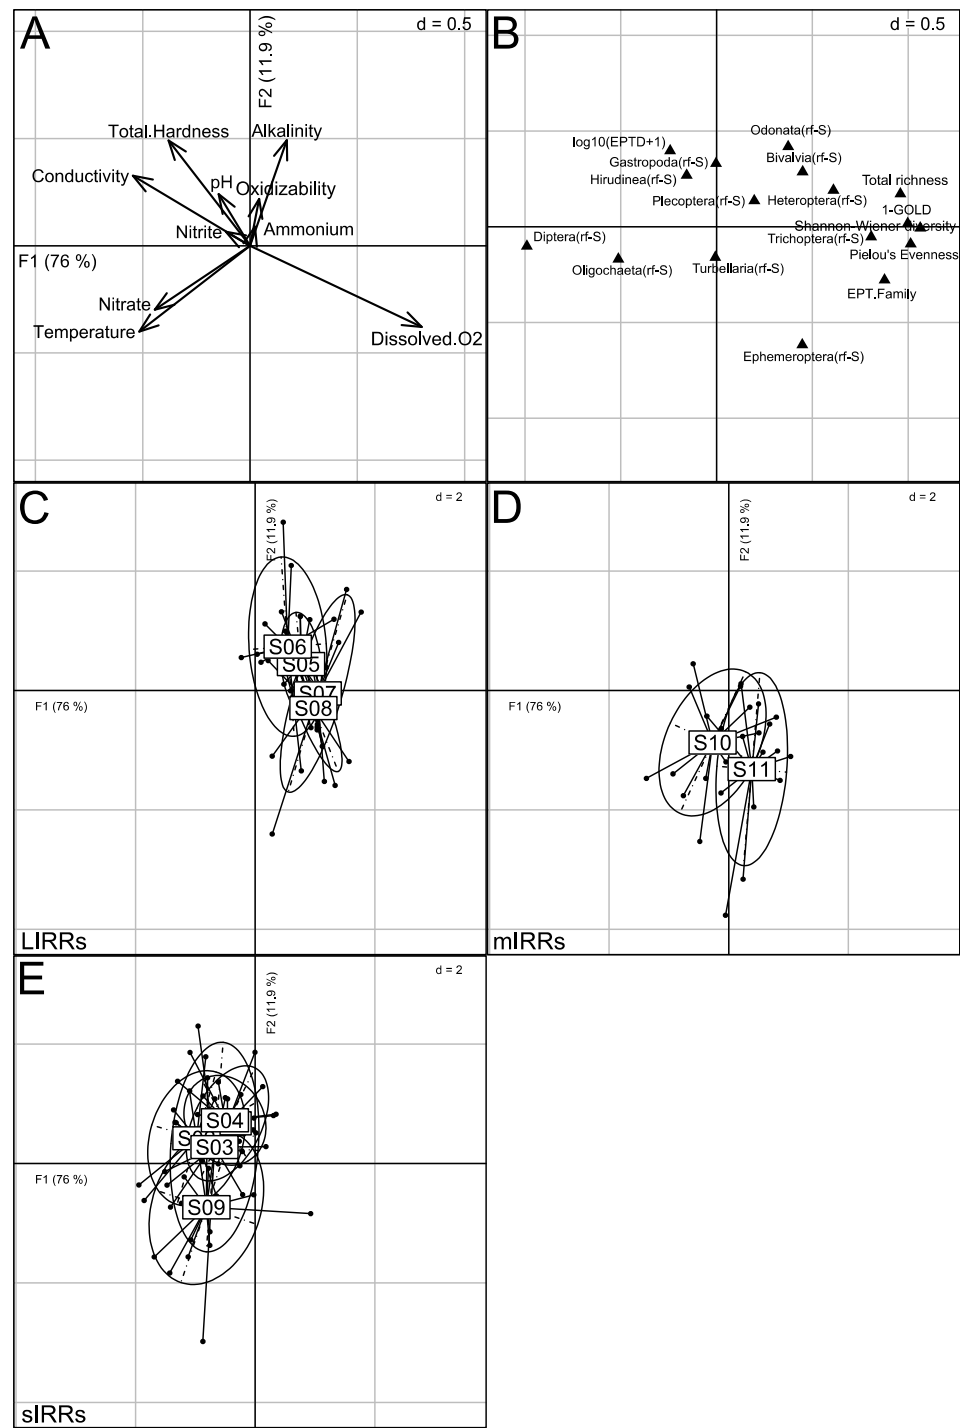 A
F2 (11.9 %)
d = 0.5
Total.Hardness
Alkalinity
Conductivity
pH
Oxidizability
Nitrite
Ammonium
F1 (76 %)
Nitrate
Temperature
Dissolved.O2
B
d = 0.5
Odonata(rf-S)
log10(EPTD+1)
Bivalvia(rf-S)
Gastropoda(rf-S)
Hirudinea(rf-S)
Total richness
Plecoptera(rf-S)
Heteroptera(rf-S)
1-GOLD
Shannon-Wiener diversity
Diptera(rf-S)
Trichoptera(rf-S)
Pielou's Evenness
Oligochaeta(rf-S)
Turbellaria(rf-S)
EPT.Family
Ephemeroptera(rf-S)
C
d = 2
F2 (11.9 %)
S06
S05
S07
S08
F1 (76 %)
LIRRs
D
d = 2
F2 (11.9 %)
F1 (76 %)
S10
S11
mIRRs
E
d = 2
F2 (11.9 %)
S04
S03
F1 (76 %)
S09
sIRRs